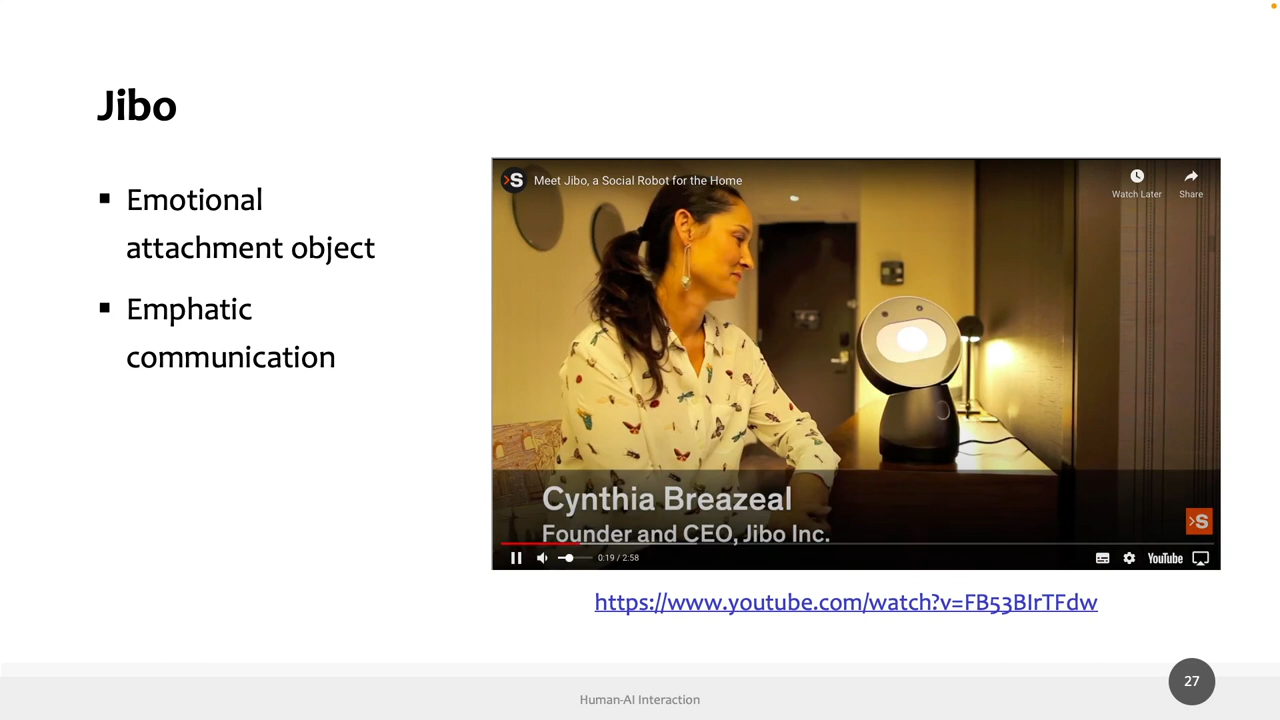 Jibo
▪ Emotional
attachment object
▪ Emphatic
communication
S
Meet Jibo, a Social Robot for the Home
Watch Later
Share
Cynthia Breazeal
Founder and CEO, Jibo Inc.
>S
0:19 / 2:58
YouTube
https://www.youtube.com/watch?v=FB53BIrTFdw
Human-AI Interaction
27